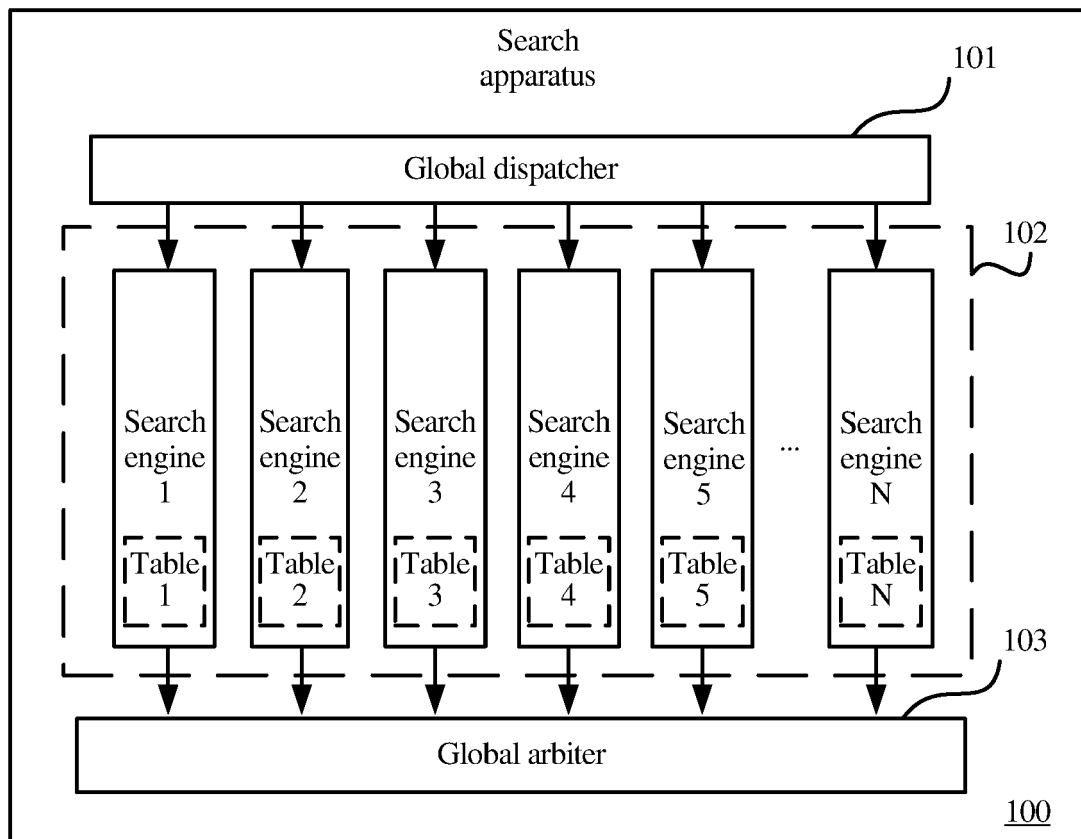 Search
apparatus
101
Global dispatcher
102
Search
engine
1
Search
engine
2
Search
engine
3
Search
engine
4
Search
engine
5
...
Search
engine
N
Table
1
Table
2
Table
3
Table
4
Table
5
Table
N
103
Global arbiter
100